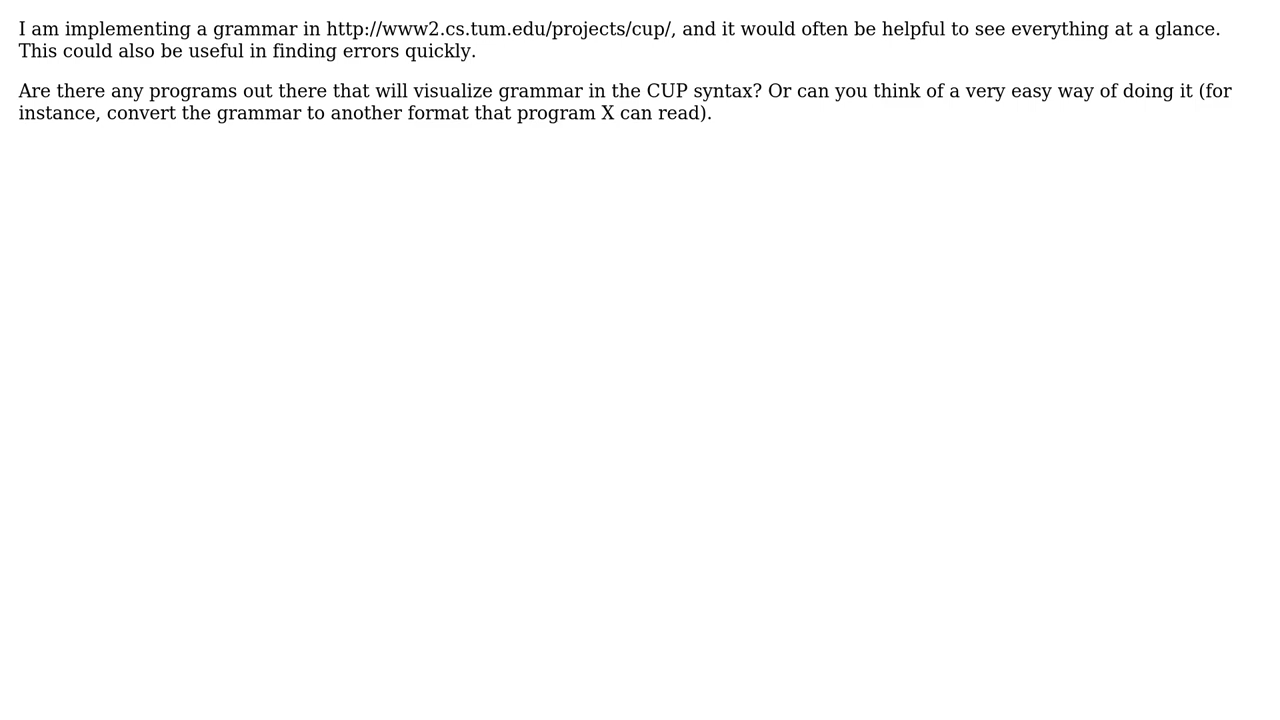 I am implementing a grammar in http://www2.cs.tum.edu/projects/cup/, and it would often be helpful to see everything at a glance.
This could also be useful in finding errors quickly.
Are there any programs out there that will visualize grammar in the CUP syntax? Or can you think of a very easy way of doing it (for
instance, convert the grammar to another format that program X can read).